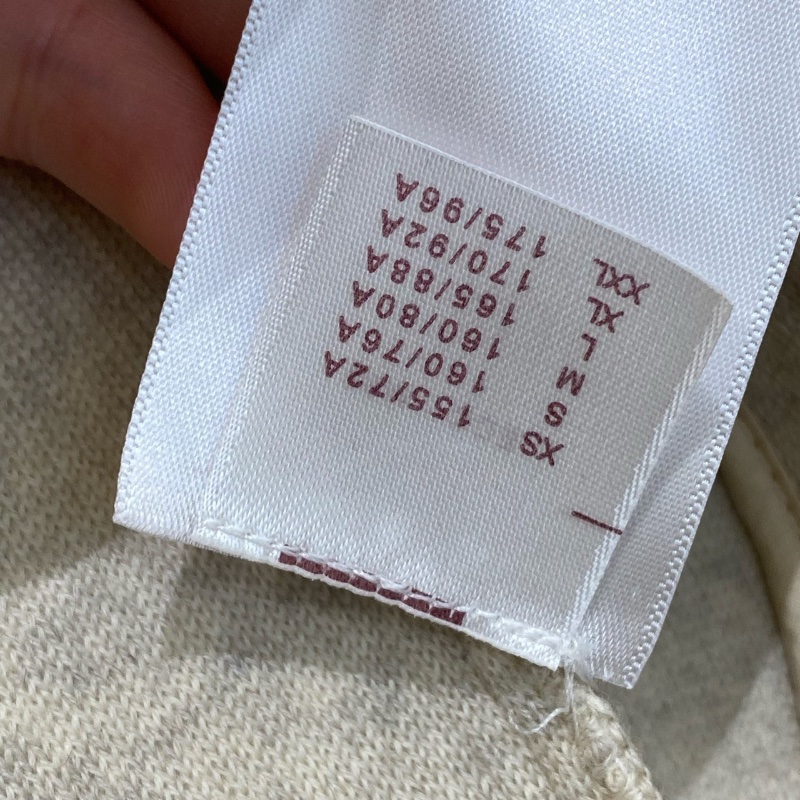 XS 155/72A
S 160/76A
M 160/80A
L 165/88A
XL 170/92A
XXL 175/96A